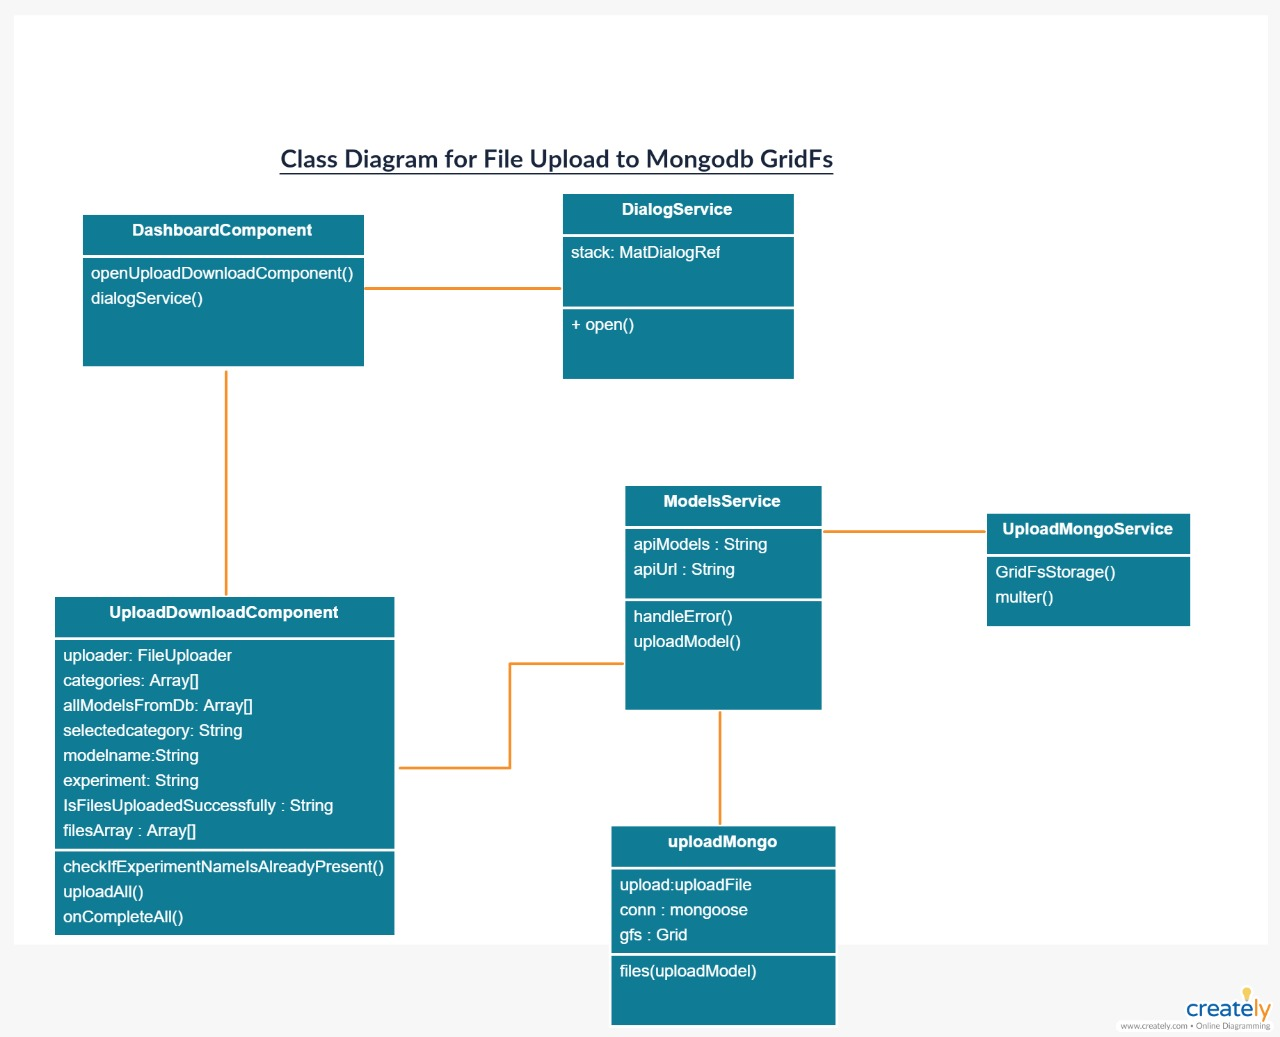 Class Diagram for File Upload to Mongodb GridFs
DashboardComponent
openUploadDownloadComponent()
dialogService()
DialogService
stack: MatDialogRef
+ open()
ModelsService
apiModels : String
apiUrl : String
handleError()
uploadModel()
UploadMongoService
GridFsStorage()
multer()
UploadDownloadComponent
uploader: FileUploader
categories: Array[]
allModelsFromDb: Array[]
selectedcategory: String
modelname:String
experiment: String
IsFilesUploadedSuccessfully : String
filesArray : Array[]
checkIfExperimentNameIsAlreadyPresent()
uploadAll()
onCompleteAll()
uploadMongo
upload:uploadFile
conn : mongoose
gfs : Grid
files(uploadModel)
creately
www.creately.com • Online Diagramming